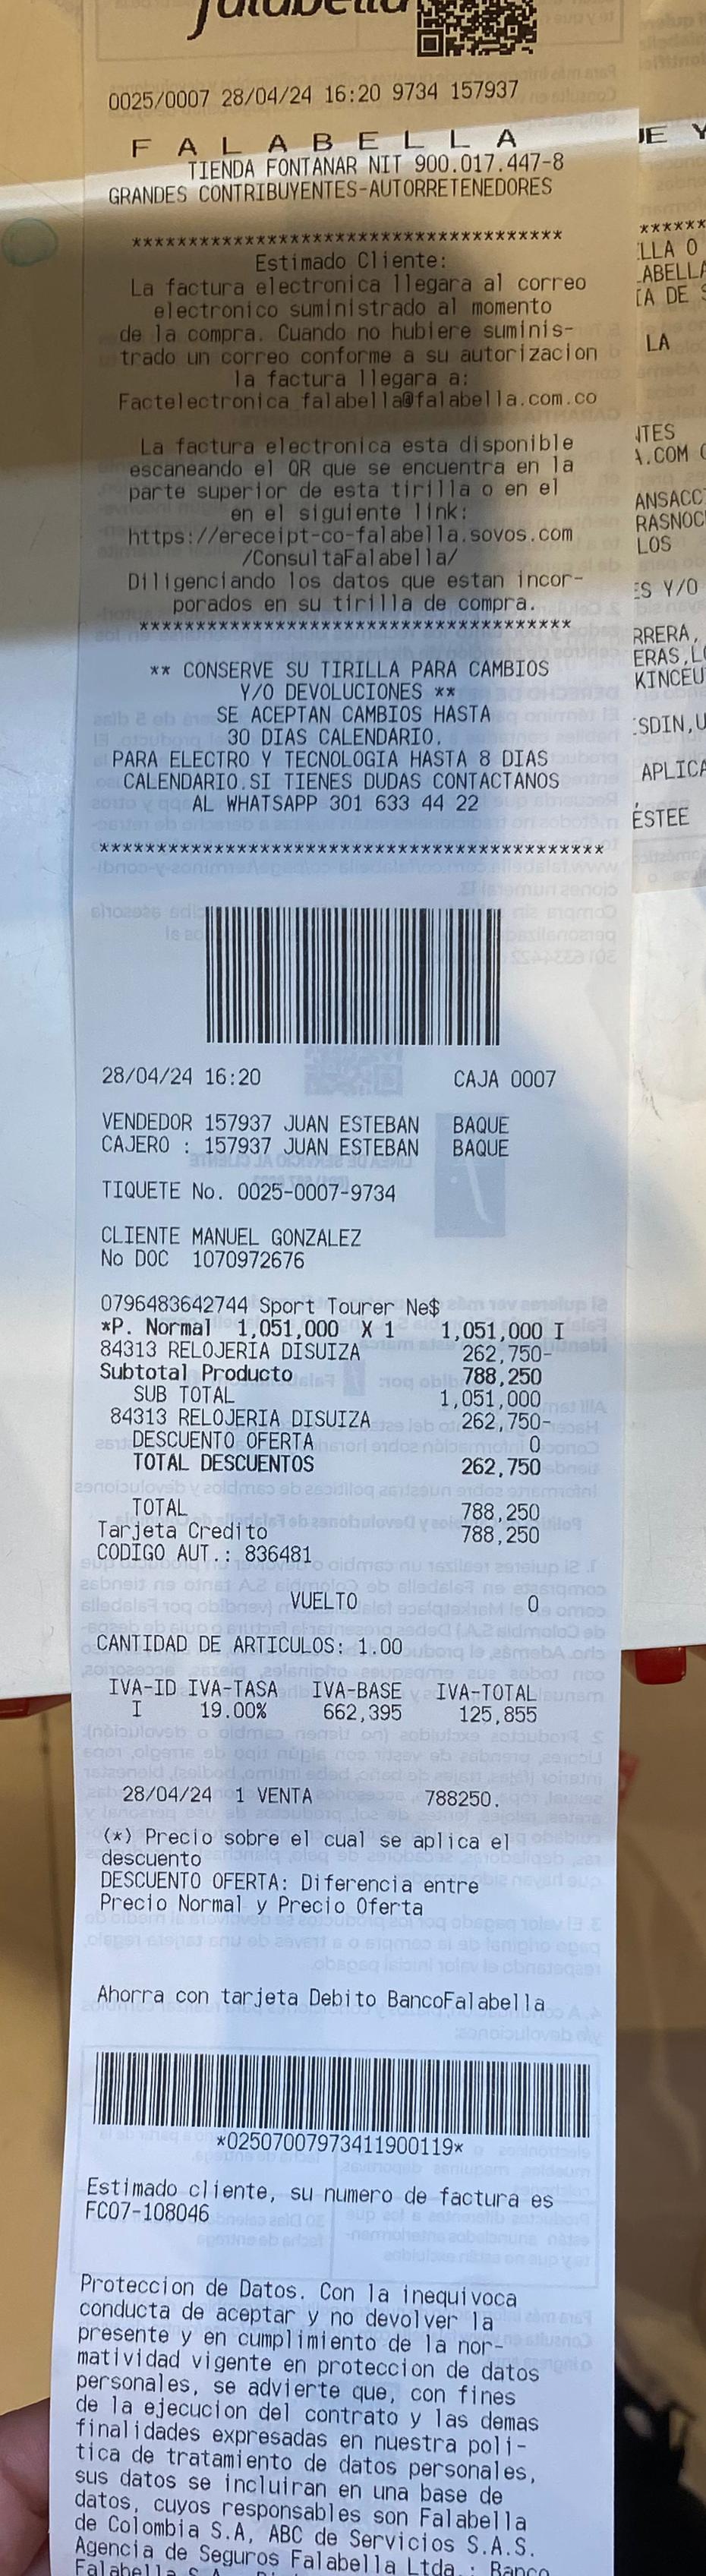 falabella
0025/0007 28/04/24 16:20 9734 157937
F A L A B E L L A
TIENDA FONTANAR NIT 900.017.447-8
GRANDES CONTRIBUYENTES-AUTORRETENEDORES
**************************************
Estimado Cliente:
La factura electronica llegara al correo
electronico suministrado al momento
de la compra. Cuando no hubiere suminis-
trado un correo conforme a su autorizacion
la factura llegara a:
Factelectronica_falabella@falabella.com.co
La factura electronica esta disponible
escaneando el QR que se encuentra en la
parte superior de esta tirilla o en el
en el siguiente link:
https://ereceipt-co-falabella.sovos.com
/ConsultaFalabella/
Diligenciando los datos que estan incor-
porados en su tirilla de compra.
**************************************
** CONSERVE SU TIRILLA PARA CAMBIOS
Y/O DEVOLUCIONES **
SE ACEPTAN CAMBIOS HASTA
30 DIAS CALENDARIO.
PARA ELECTRO Y TECNOLOGIA HASTA 8 DIAS
CALENDARIO.SI TIENES DUDAS CONTACTANOS
AL WHATSAPP 301 633 44 22
*********************************************
28/04/24 16:20 CAJA 0007
VENDEDOR 157937 JUAN ESTEBAN BAQUE
CAJERO : 157937 JUAN ESTEBAN BAQUE
TIQUETE No. 0025-0007-9734
CLIENTE MANUEL GONZALEZ
No DOC 1070972676
0796483642744 Sport Tourer Ne$
*P. Normal 1,051,000 X 1 1,051,000 I
84313 RELOJERIA DISUIZA 262,750-
Subtotal Producto 788,250
SUB TOTAL 1,051,000
84313 RELOJERIA DISUIZA 262,750-
DESCUENTO OFERTA 0
TOTAL DESCUENTOS 262,750
TOTAL 788,250
Tarjeta Credito 788,250
CODIGO AUT.: 836481
VUELTO 0
CANTIDAD DE ARTICULOS: 1.00
IVA-ID IVA-TASA IVA-BASE IVA-TOTAL
I 19.00% 662,395 125,855
28/04/24 1 VENTA 788250.
(*) Precio sobre el cual se aplica el
descuento
DESCUENTO OFERTA: Diferencia entre
Precio Normal y Precio Oferta
Ahorra con tarjeta Debito BancoFalabella
*02507007973411900119*
Estimado cliente, su numero de factura es
FC07-108046
Proteccion de Datos. Con la inequivoca
conducta de aceptar y no devolver la
presente y en cumplimiento de la nor-
matividad vigente en proteccion de datos
personales, se advierte que, con fines
de la ejecucion del contrato y las demas
finalidades expresadas en nuestra poli-
tica de tratamiento de datos personales,
sus datos se incluiran en una base de
datos, cuyos responsables son Falabella
de Colombia S.A, ABC de Servicios S.A.S.
Agencia de Seguros Falabella Ltda.; Banco
Falabella S.A.